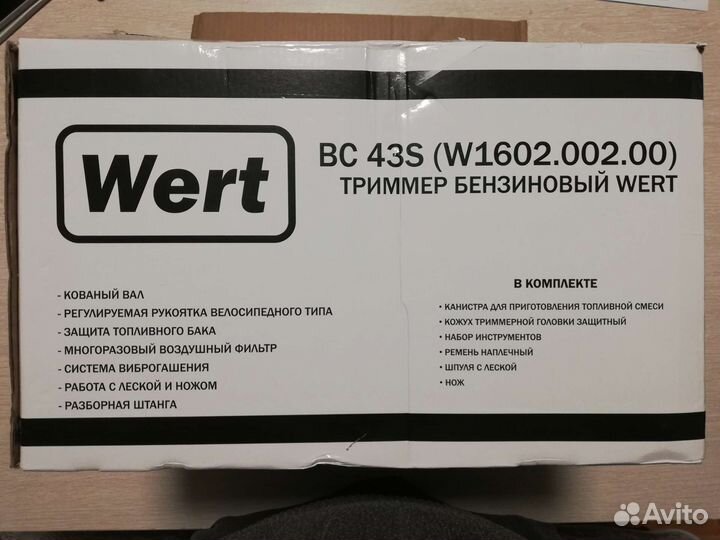 Wert
BC 43S (W1602.002.00)
ТРИММЕР БЕНЗИНОВЫЙ WERT
- КОВАНЫЙ ВАЛ
- РЕГУЛИРУЕМАЯ РУКОЯТКА ВЕЛОСИПЕДНОГО ТИПА
- ЗАЩИТА ТОПЛИВНОГО БАКА
- МНОГОРАЗОВЫЙ ВОЗДУШНЫЙ ФИЛЬТР
- СИСТЕМА ВИБРОГАШЕНИЯ
- РАБОТА С ЛЕСКОЙ И НОЖОМ
- РАЗБОРНАЯ ШТАНГА
В КОМПЛЕКТЕ
• КАНИСТРА ДЛЯ ПРИГОТОВЛЕНИЯ ТОПЛИВНОЙ СМЕСИ
• КОЖУХ ТРИММЕРНОЙ ГОЛОВКИ ЗАЩИТНЫЙ
• НАБОР ИНСТРУМЕНТОВ
• РЕМЕНЬ НАПЛЕЧНЫЙ
• ШПУЛЯ С ЛЕСКОЙ
• НОЖ
Avito